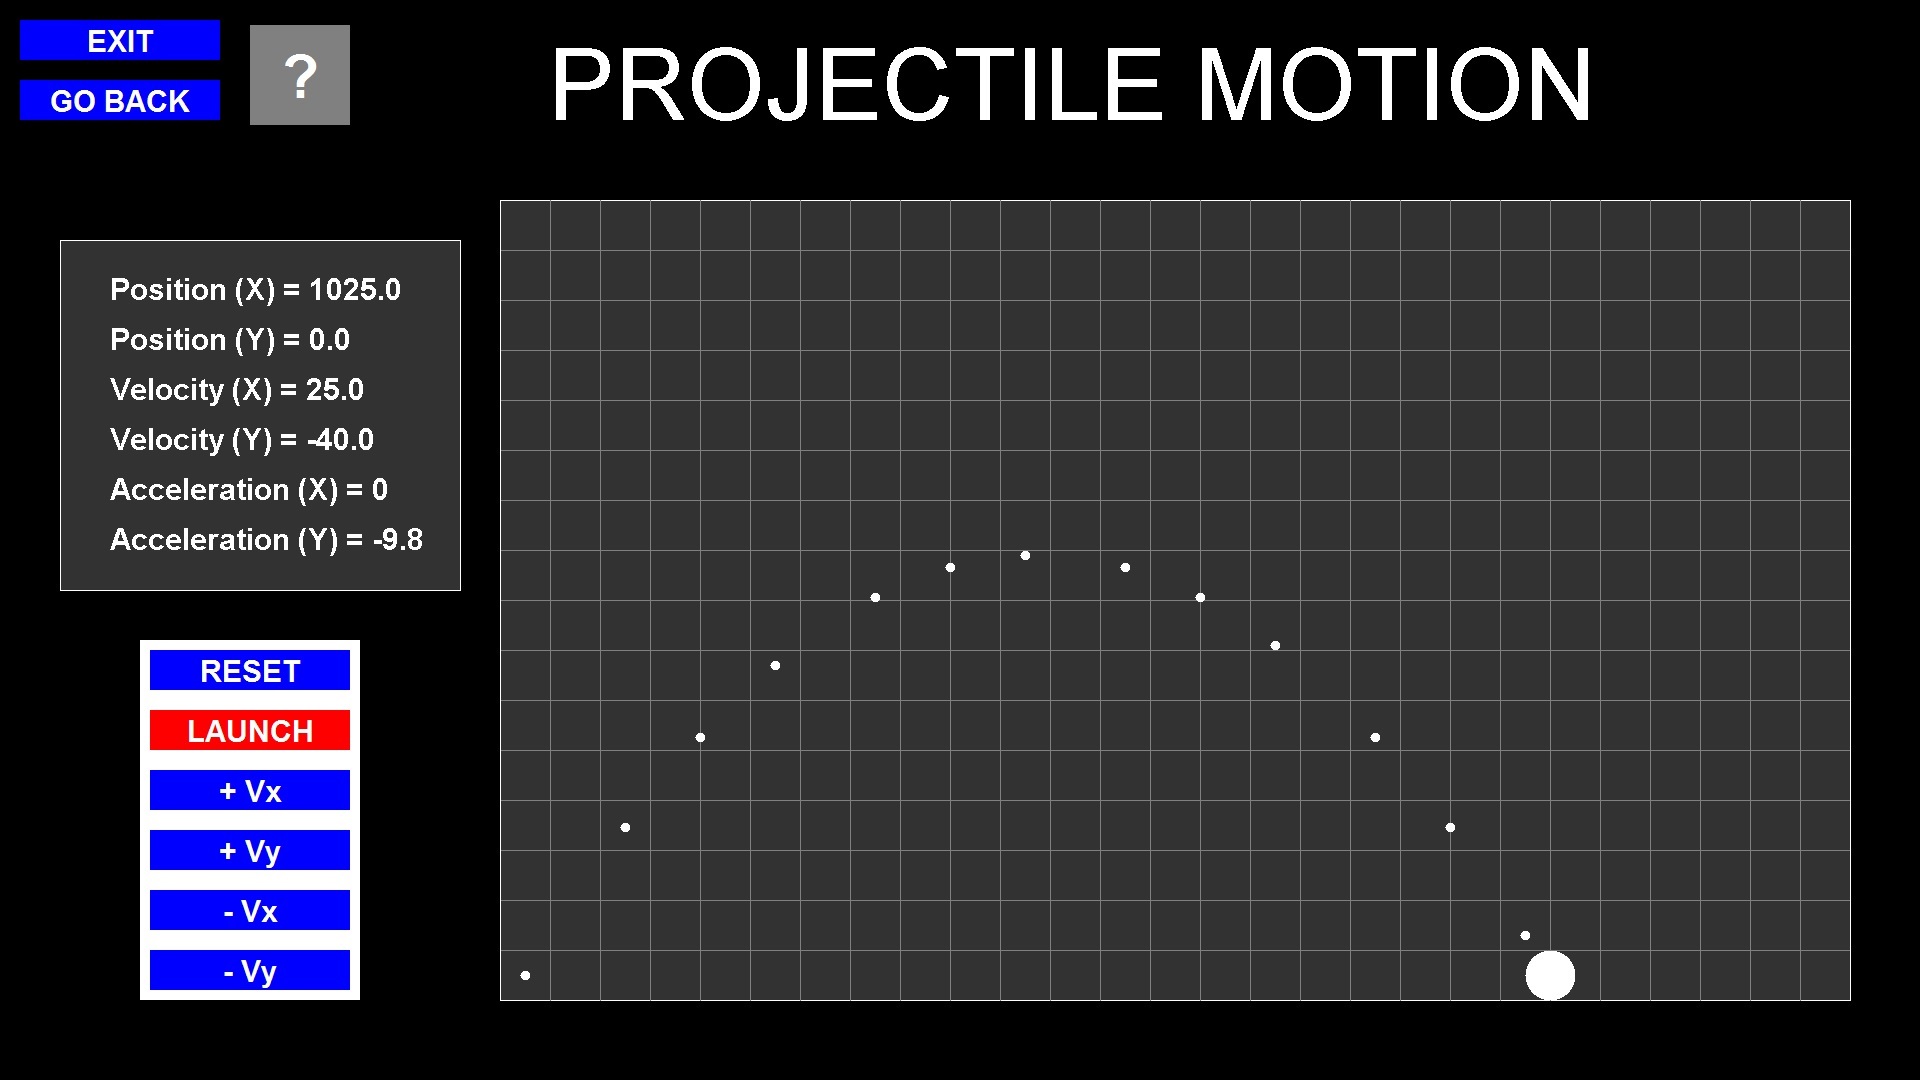 EXIT
GO BACK
?
PROJECTILE MOTION
Position (X) = 1025.0
Position (Y) = 0.0
Velocity (X) = 25.0
Velocity (Y) = -40.0
Acceleration (X) = 0
Acceleration (Y) = -9.8
RESET
LAUNCH
+ Vx
+ Vy
- Vx
- Vy